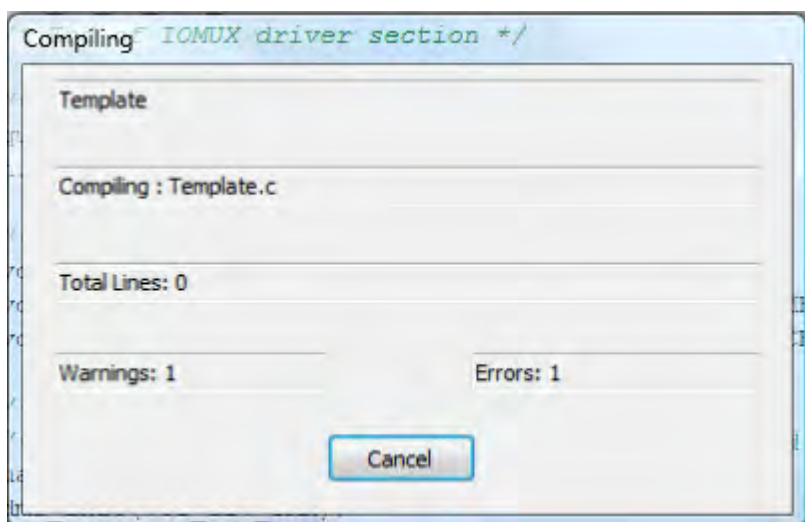 Compiling
IOMUX driver section */
Template
Compiling : Template.c
Total Lines: 0
Warnings: 1 Errors: 1
Cancel